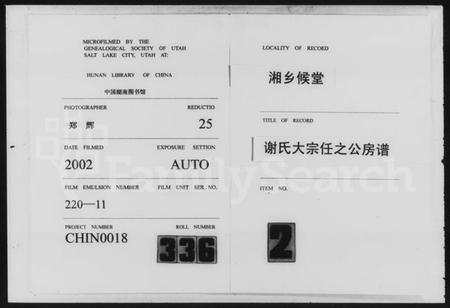 MICROFILMED BY THE
GENEALOGICAL SOCIETY OF UTAH
SALT LAKE CITY, UTAH AT:
HUNAN LIBRARY OF CHINA
中国湖南图书馆
PHOTOGRAPHER
REDUCTIO
郑 辉
25
DATE FILMED
EXPOSURE SETTION
2002
AUTO
FILM EMULSION NUMBER
FILM UNIT SER. NO.
220—11
PROJECT NUMBER
ROLL NUMBER
CHIN0018
336
LOCALITY OF RECORD
湘乡候堂
TITLE OF RECORD
谢氏大宗任之公房谱
ITEM NO.
2
FamilySearch